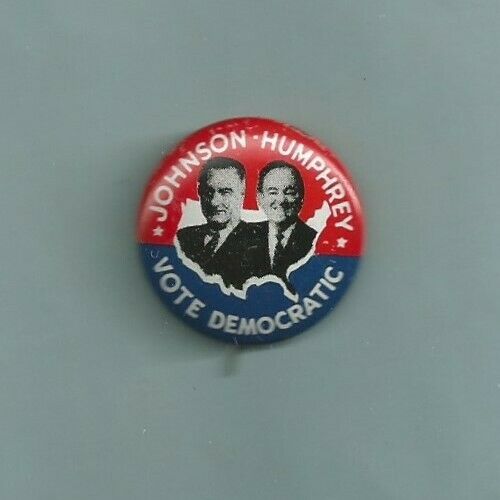 ★ JOHNSON-HUMPHREY ★
VOTE DEMOCRATIC